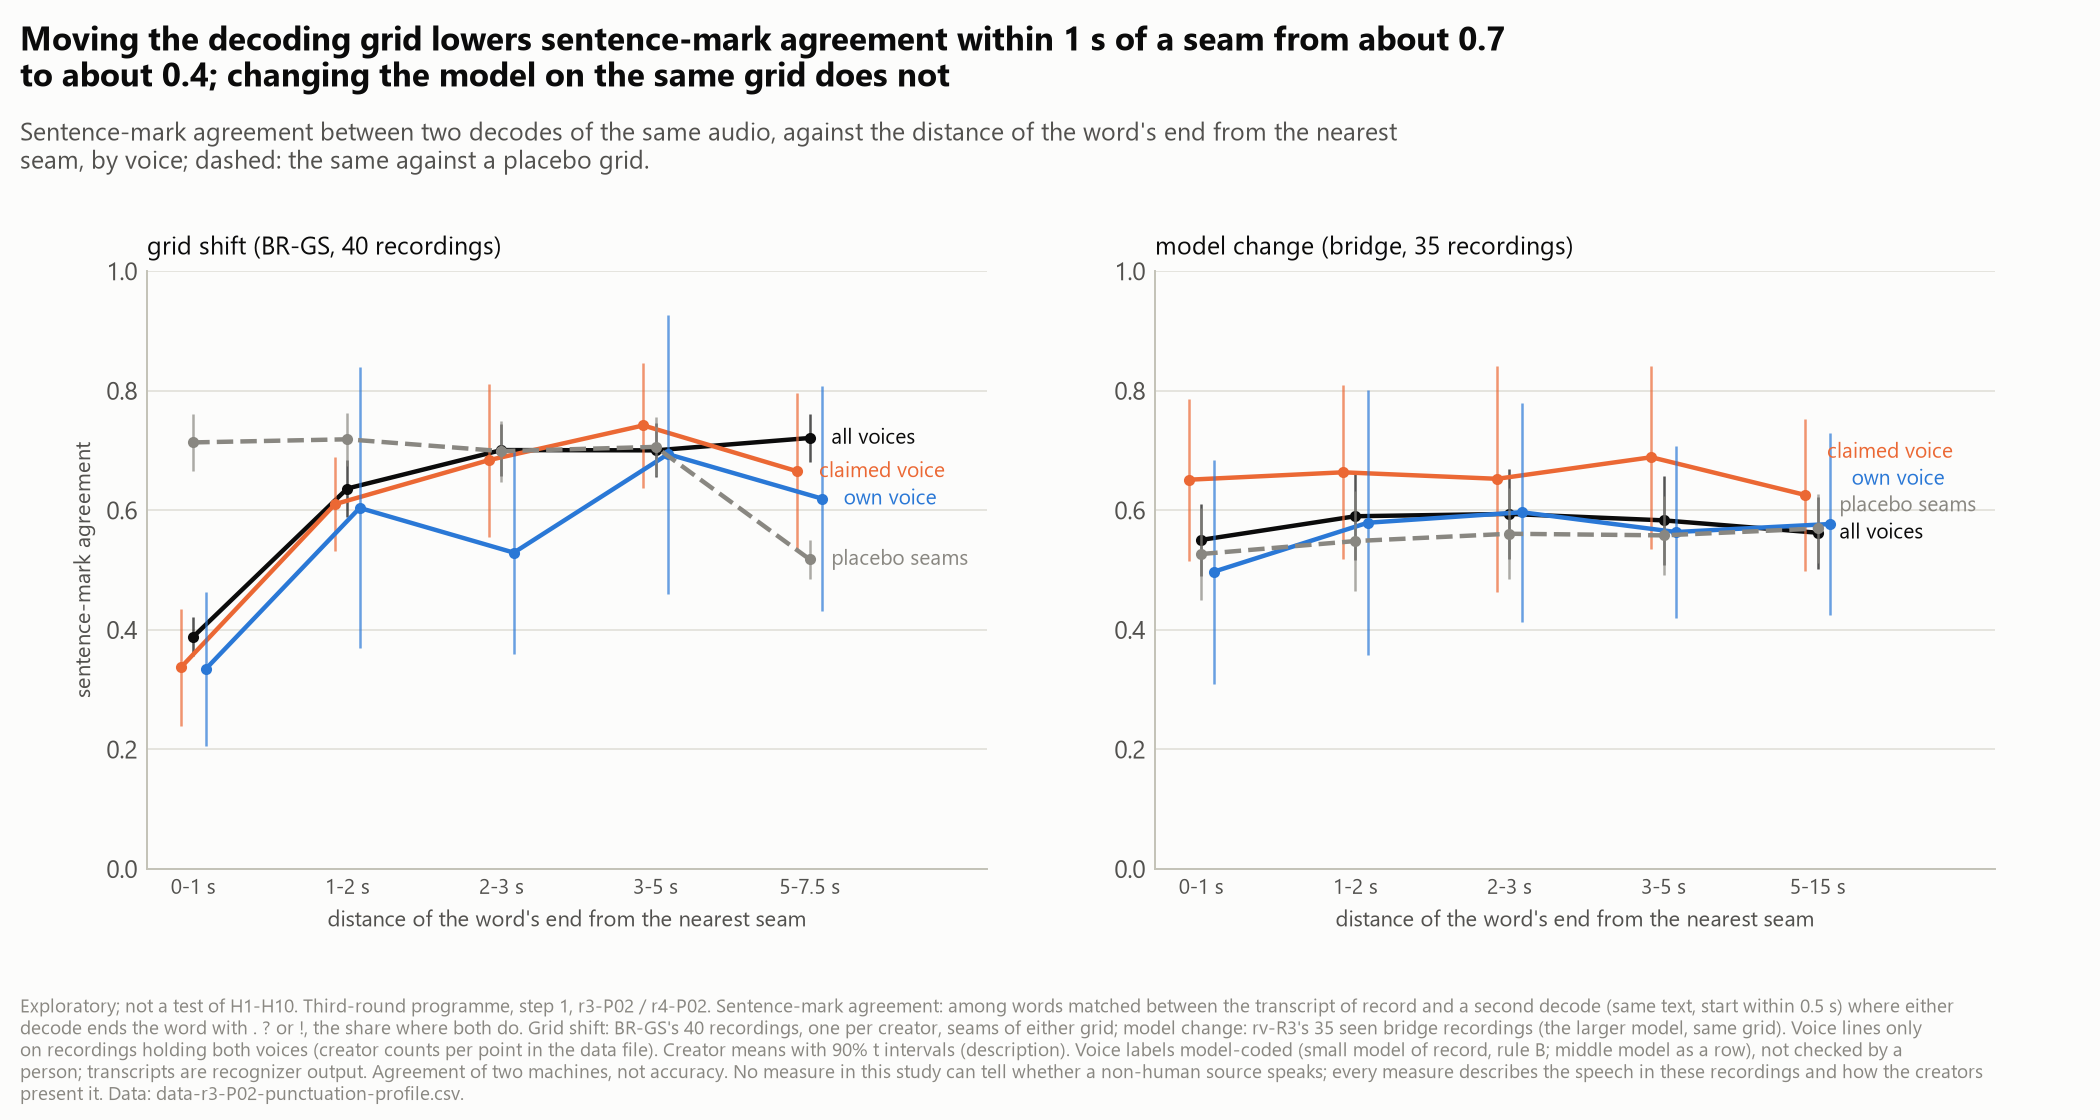 Moving the decoding grid lowers sentence-mark agreement within 1 s of a seam from about 0.7
to about 0.4; changing the model on the same grid does not
Sentence-mark agreement between two decodes of the same audio, against the distance of the word's end from the nearest
seam, by voice; dashed: the same against a placebo grid.
grid shift (BR-GS, 40 recordings)
1.0
0.8
0.6
0.4
0.2
0.0
sentence-mark agreement
all voices
claimed voice
own voice
placebo seams
0-1 s
1-2 s
2-3 s
3-5 s
5-7.5 s
distance of the word's end from the nearest seam
model change (bridge, 35 recordings)
1.0
0.8
0.6
0.4
0.2
0.0
claimed voice
own voice
placebo seams
all voices
0-1 s
1-2 s
2-3 s
3-5 s
5-15 s
distance of the word's end from the nearest seam
Exploratory; not a test of H1-H10. Third-round programme, step 1, r3-P02 / r4-P02. Sentence-mark agreement: among words matched between the transcript of record and a second decode (same text, start within 0.5 s) where either
decode ends the word with . ? or !, the share where both do. Grid shift: BR-GS's 40 recordings, one per creator, seams of either grid; model change: rv-R3's 35 seen bridge recordings (the larger model, same grid). Voice lines only
on recordings holding both voices (creator counts per point in the data file). Creator means with 90% t intervals (description). Voice labels model-coded (small model of record, rule B; middle model as a row), not checked by a
person; transcripts are recognizer output. Agreement of two machines, not accuracy. No measure in this study can tell whether a non-human source speaks; every measure describes the speech in these recordings and how the creators
present it. Data: data-r3-P02-punctuation-profile.csv.